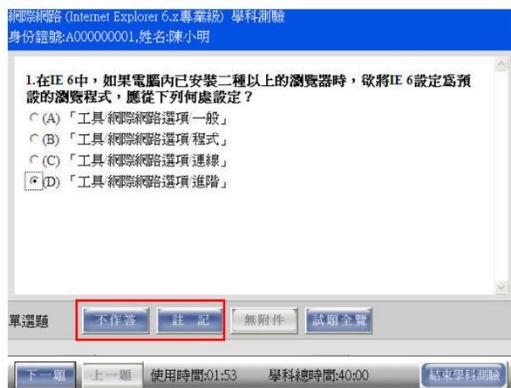 網際網路 (Internet Explorer 6.x專業級) 學科測驗
身份證號:A000000001,姓名:陳小明
1.在IE 6中，如果電腦內已安裝二種以上的瀏覽器時，欲將IE 6設定為預
設的瀏覽程式，應從下列何處設定？
(A) 「工具/網際網路選項/一般」
(B) 「工具/網際網路選項/程式」
(C) 「工具/網際網路選項/連線」
(D) 「工具/網際網路選項/進階」
單選題 不作答 註 記 無附件 試題全覽
下一題 上一題 使用時間:01:53 學科總時間:40:00 結束學科測驗